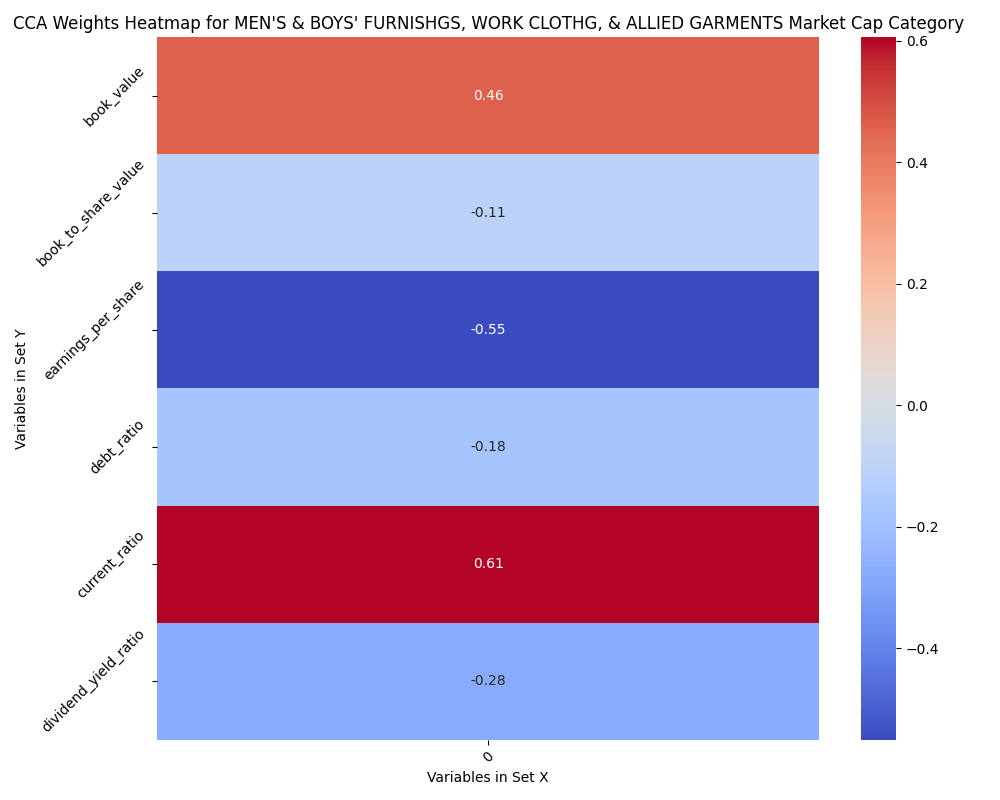 CCA Weights Heatmap for MEN'S & BOYS' FURNISHGS, WORK CLOTHG, & ALLIED GARMENTS Market Cap Category
Variables in Set Y
book_value
0.46
book_to_share_value
-0.11
earnings_per_share
-0.55
debt_ratio
-0.18
current_ratio
0.61
dividend_yield_ratio
-0.28
0
Variables in Set X
0.6
0.4
0.2
0.0
−0.2
−0.4